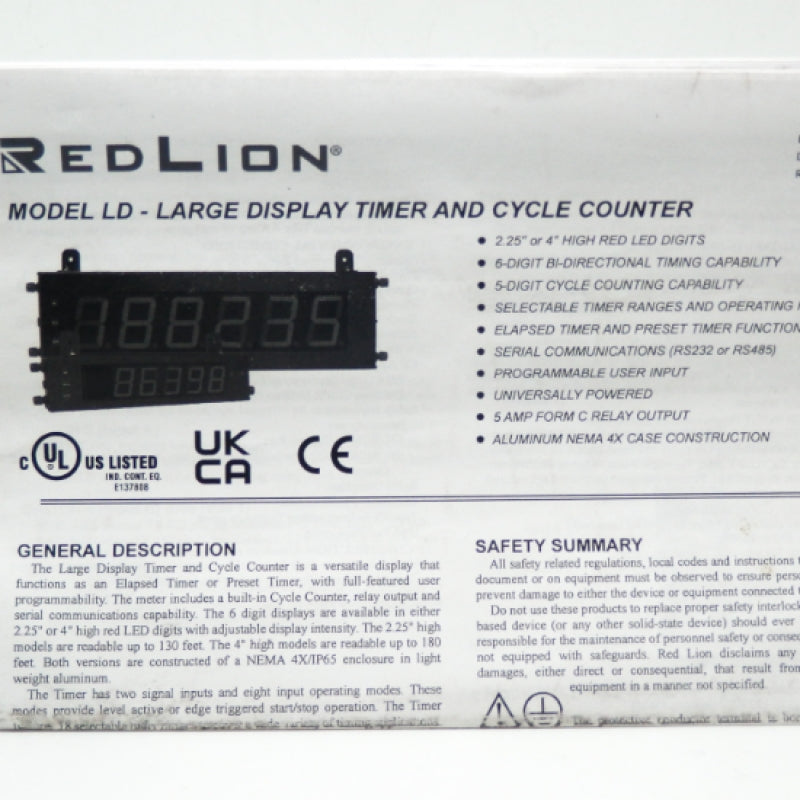 REDLION®
MODEL LD - LARGE DISPLAY TIMER AND CYCLE COUNTER
188235
86398
2.25" or 4" HIGH RED LED DIGITS
6-DIGIT BI-DIRECTIONAL TIMING CAPABILITY
5-DIGIT CYCLE COUNTING CAPABILITY
SELECTABLE TIMER RANGES AND OPERATING
ELAPSED TIMER AND PRESET TIMER FUNCTION
SERIAL COMMUNICATIONS (RS232 or RS485)
PROGRAMMABLE USER INPUT
UNIVERSALLY POWERED
5 AMP FORM C RELAY OUTPUT
ALUMINUM NEMA 4X CASE CONSTRUCTION
C UL US LISTED
IND. CONT. EQ.
E137808
UK
CA
CE
GENERAL DESCRIPTION
The Large Display Timer and Cycle Counter is a versatile display that
functions as an Elapsed Timer or Preset Timer, with full-featured user
programmability. The meter includes a built-in Cycle Counter, relay output and
serial communications capability. The 6 digit displays are available in either
2.25" or 4" high red LED digits with adjustable display intensity. The 2.25" high
models are readable up to 130 feet. The 4" high models are readable up to 180
feet. Both versions are constructed of a NEMA 4X/IP65 enclosure in light
weight aluminum.
The Timer has two signal inputs and eight input operating modes. These
modes provide level active or edge triggered start/stop operation. The Timer
18 selectable a wide variety of timing applications.
SAFETY SUMMARY
All safety related regulations, local codes and instructions
document or on equipment must be observed to ensure
prevent damage to either the device or equipment connected
Do not use these products to replace proper safety
based device (or any other solid-state device) should ever
responsible for the maintenance of personnel safety or
not equipped with safeguards. Red Lion disclaims any
damages, either direct or consequential, that result from
equipment in a manner not specified.
The protective conductor terminal is